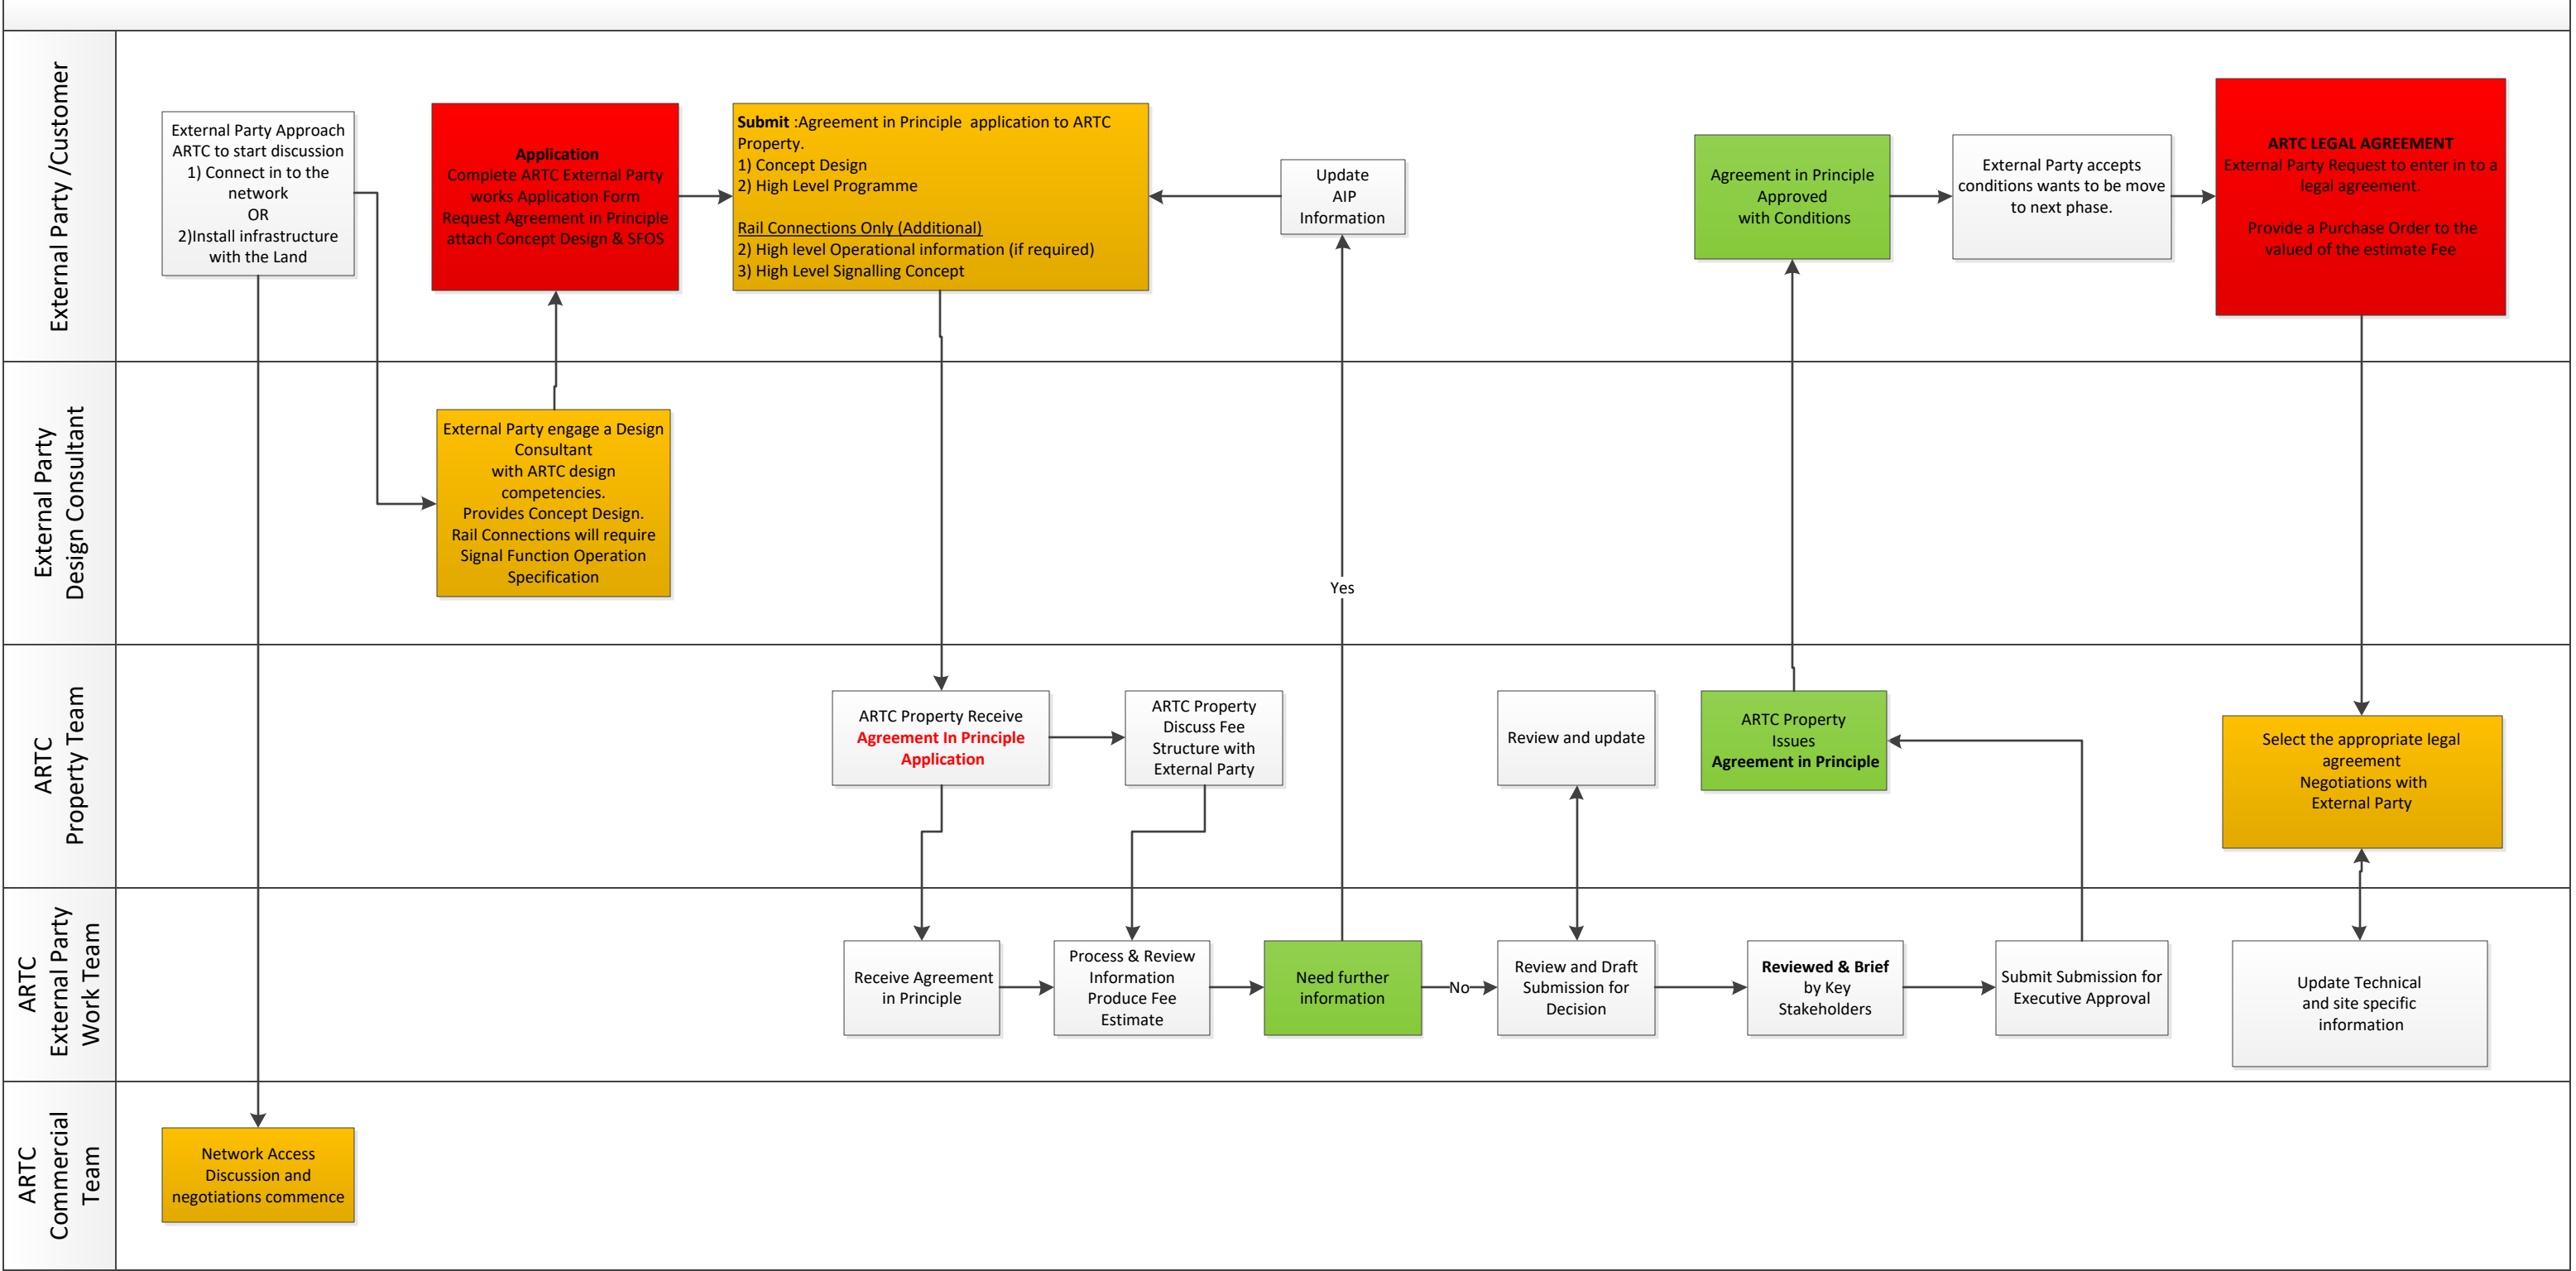 External Party /Customer
External Party Approach
ARTC to start discussion
1) Connect in to the
network
OR
2)Install infrastructure
with the Land
Application
Complete ARTC External Party
works Application Form
Request Agreement in Principle
attach Concept Design & SFOS
Submit :Agreement in Principle  application to ARTC
Property.
1) Concept Design
2) High Level Programme
Rail Connections Only (Additional)
2) High level Operational information (if required)
3) High Level Signalling Concept
Update
AIP
Information
Agreement in Principle
Approved
with Conditions
External Party accepts
conditions wants to be move
to next phase.
ARTC LEGAL AGREEMENT
External Party Request to enter in to a
legal agreement.
Provide a Purchase Order to the
valued of the estimate Fee
External Party
Design Consultant
External Party engage a Design
Consultant
with ARTC design
competencies.
Provides Concept Design.
Rail Connections will require
Signal Function Operation
Specification
Yes
ARTC
Property Team
ARTC Property Receive
Agreement In Principle
Application
ARTC Property
Discuss Fee
Structure with
External Party
Review and update
ARTC Property
Issues
Agreement in Principle
Select the appropriate legal
agreement
Negotiations with
External Party
ARTC
External Party
Work Team
Receive Agreement
in Principle
Process & Review
Information
Produce Fee
Estimate
Need further
information
No
Review and Draft
Submission for
Decision
Reviewed & Brief
by Key
Stakeholders
Submit Submission for
Executive Approval
Update Technical
and site specific
information
ARTC
Commercial
Team
Network Access
Discussion and
negotiations commence